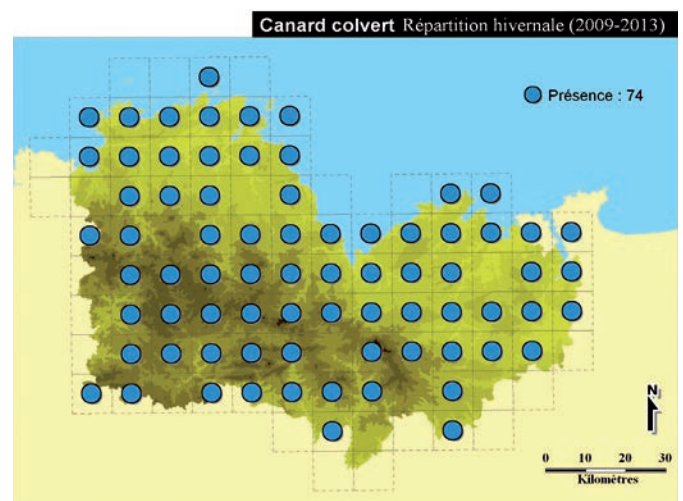 Canard colvert Répartition hivernale (2009-2013)
Présence : 74
N
0 10 20 30
Kilomètres